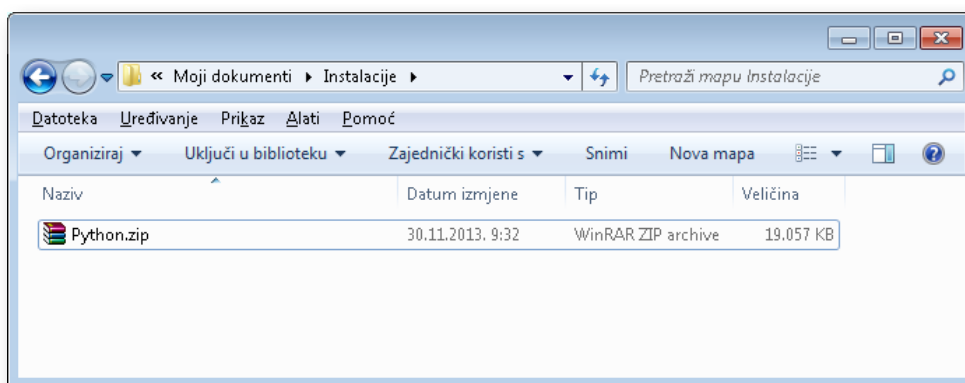 « Moji dokumenti ▸ Instalacije ▸ Pretraži mapu Instalacije
Datoteka Uređivanje Prikaz Alati Pomoć
Organiziraj Uključi u biblioteku Zajednički koristi s Snimi Nova mapa
Naziv Datum izmjene Tip Veličina
Python.zip 30.11.2013. 9:32 WinRAR ZIP archive 19.057 KB